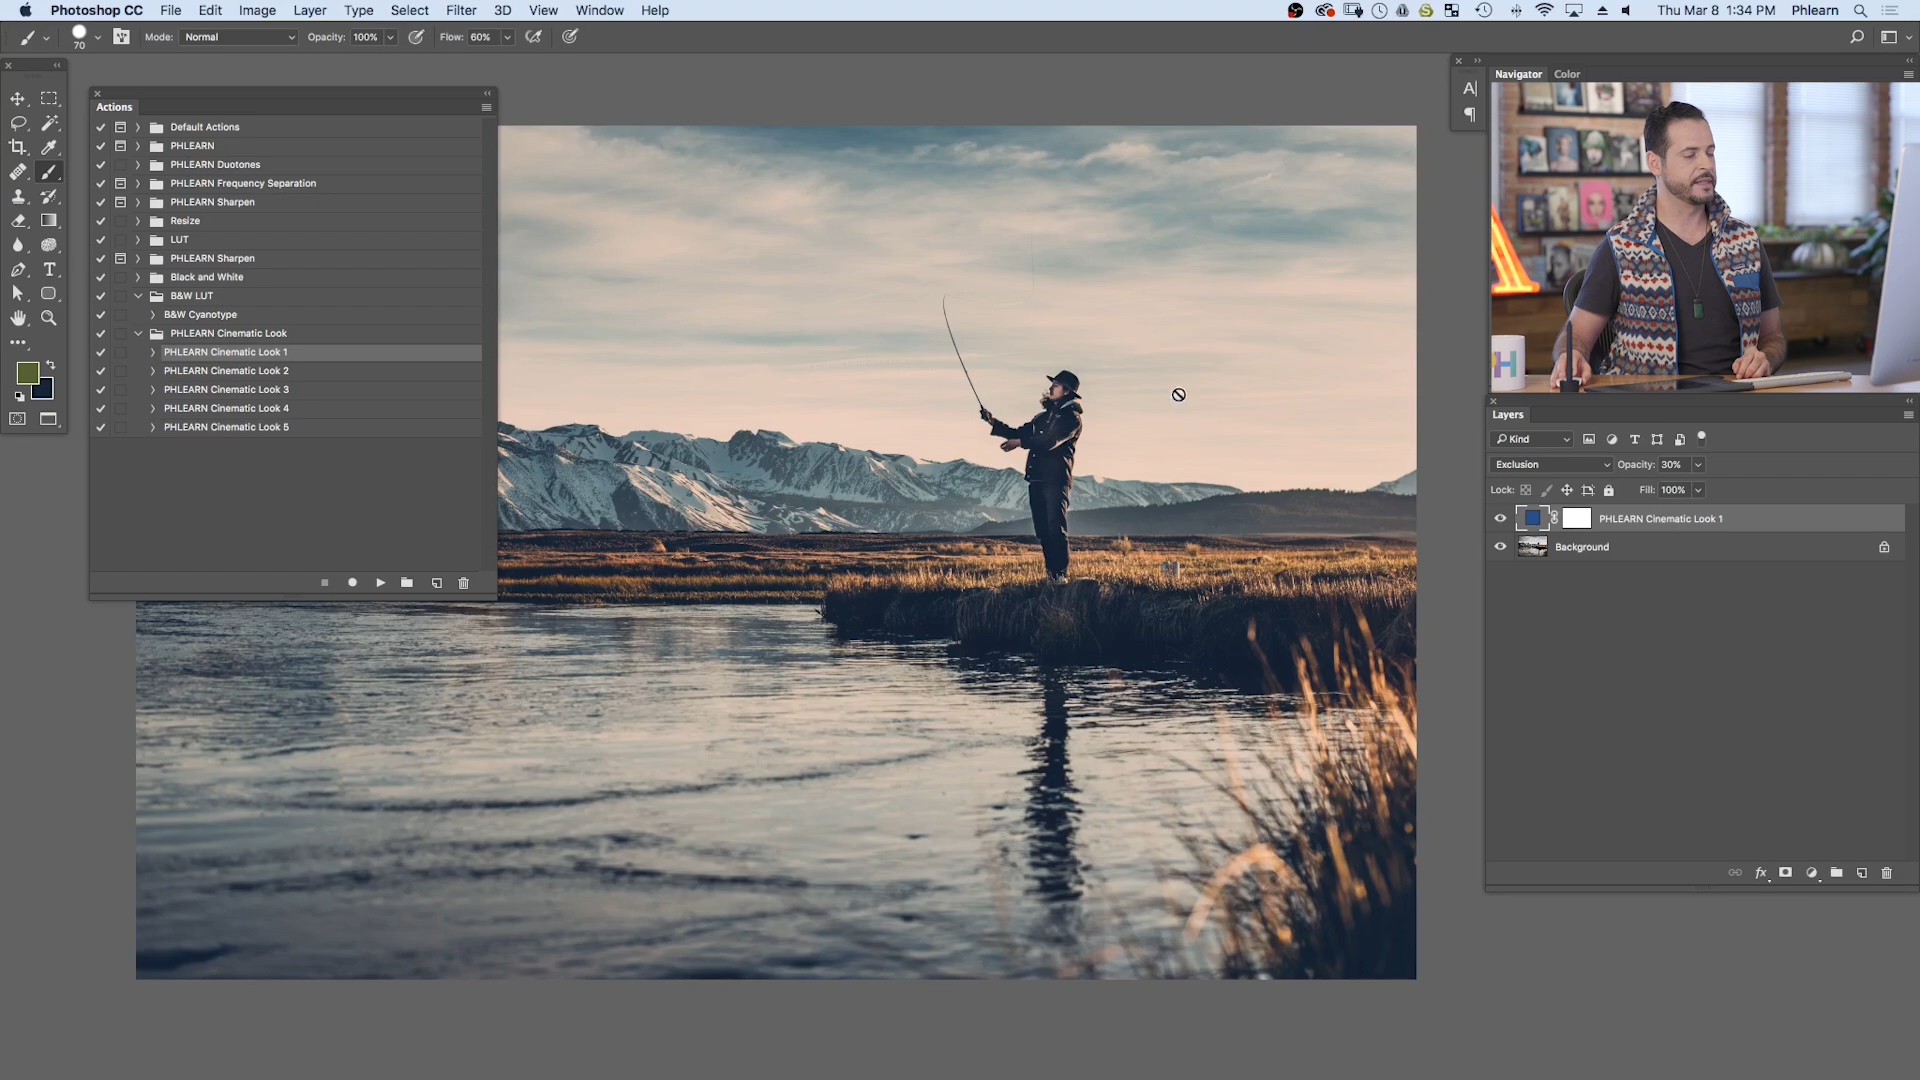 Photoshop CC File Edit Image Layer Type Select Filter 3D View Window Help Thu Mar 8 1:34 PM Phlearn
70 Mode: Normal Opacity: 100% Flow: 60%
Actions
Default Actions
PHLEARN
PHLEARN Duotones
PHLEARN Frequency Separation
PHLEARN Sharpen
Resize
LUT
PHLEARN Sharpen
Black and White
B&W LUT
B&W Cyanotype
PHLEARN Cinematic Look
PHLEARN Cinematic Look 1
PHLEARN Cinematic Look 2
PHLEARN Cinematic Look 3
PHLEARN Cinematic Look 4
PHLEARN Cinematic Look 5
Navigator Color
Layers
Kind
Exclusion Opacity: 30%
Lock: Fill: 100%
PHLEARN Cinematic Look 1
Background